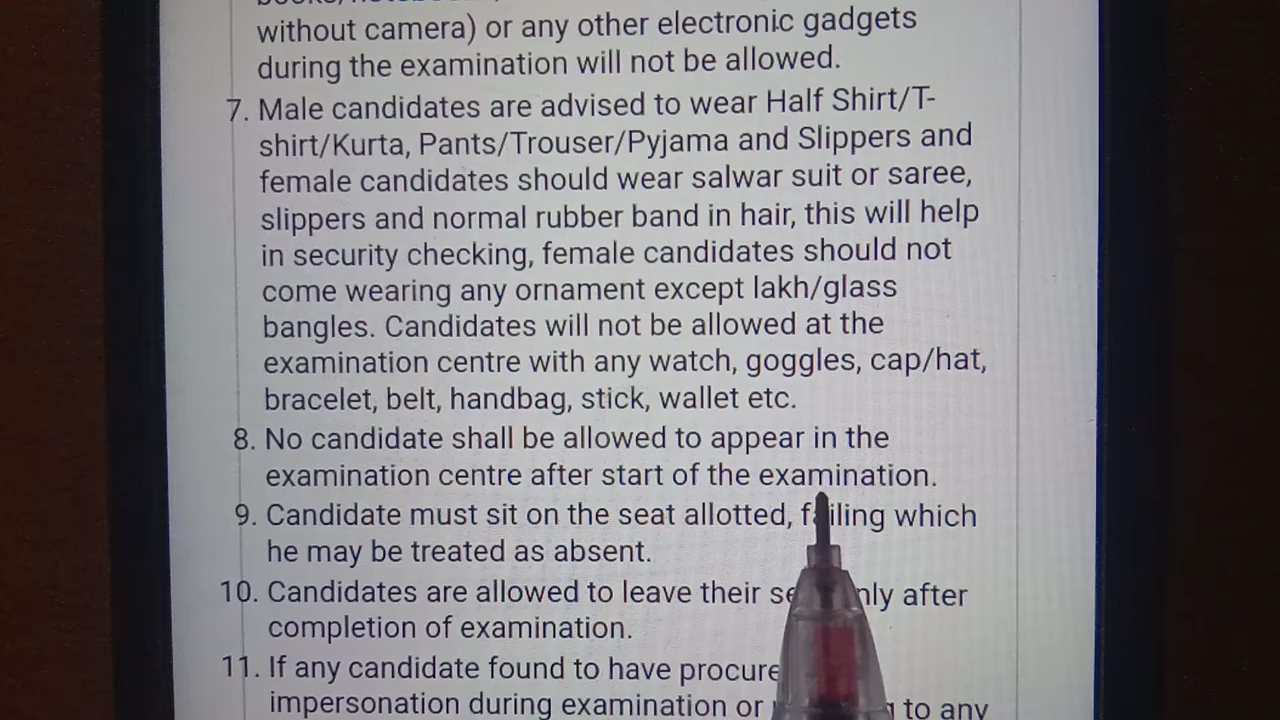 without camera) or any other electronic gadgets
during the examination will not be allowed.
7. Male candidates are advised to wear Half Shirt/T-
shirt/Kurta, Pants/Trouser/Pyjama and Slippers and
female candidates should wear salwar suit or saree,
slippers and normal rubber band in hair, this will help
in security checking, female candidates should not
come wearing any ornament except lakh/glass
bangles. Candidates will not be allowed at the
examination centre with any watch, goggles, cap/hat,
bracelet, belt, handbag, stick, wallet etc.
8. No candidate shall be allowed to appear in the
examination centre after start of the examination.
9. Candidate must sit on the seat allotted, failing which
he may be treated as absent.
10. Candidates are allowed to leave their after
completion of examination.
11. If any candidate found to have
impersonation during examination or to any